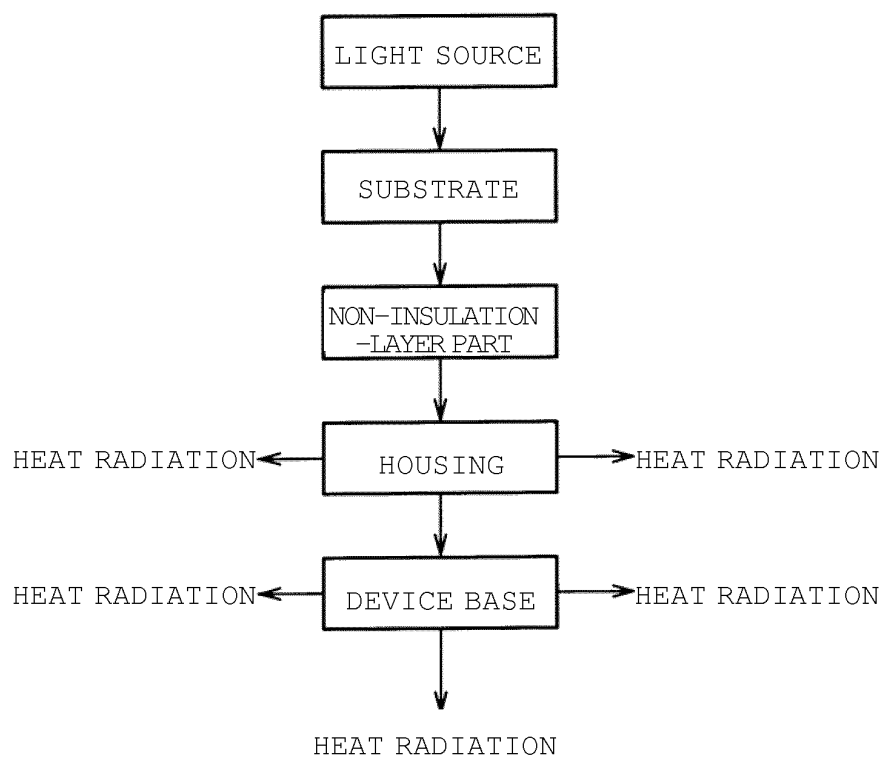 LIGHT SOURCE
SUBSTRATE
NON-INSULATION
-LAYER PART
HEAT RADIATION
HOUSING
HEAT RADIATION
HEAT RADIATION
DEVICE BASE
HEAT RADIATION
HEAT RADIATION